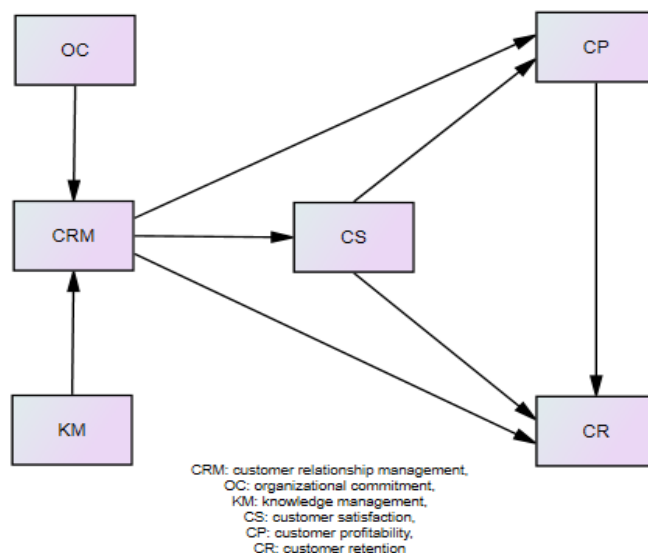 OC
CP
CRM
CS
KM
CR
CRM: customer relationship management,
OC: organizational commitment,
KM: knowledge management,
CS: customer satisfaction,
CP: customer profitability,
CR: customer retention